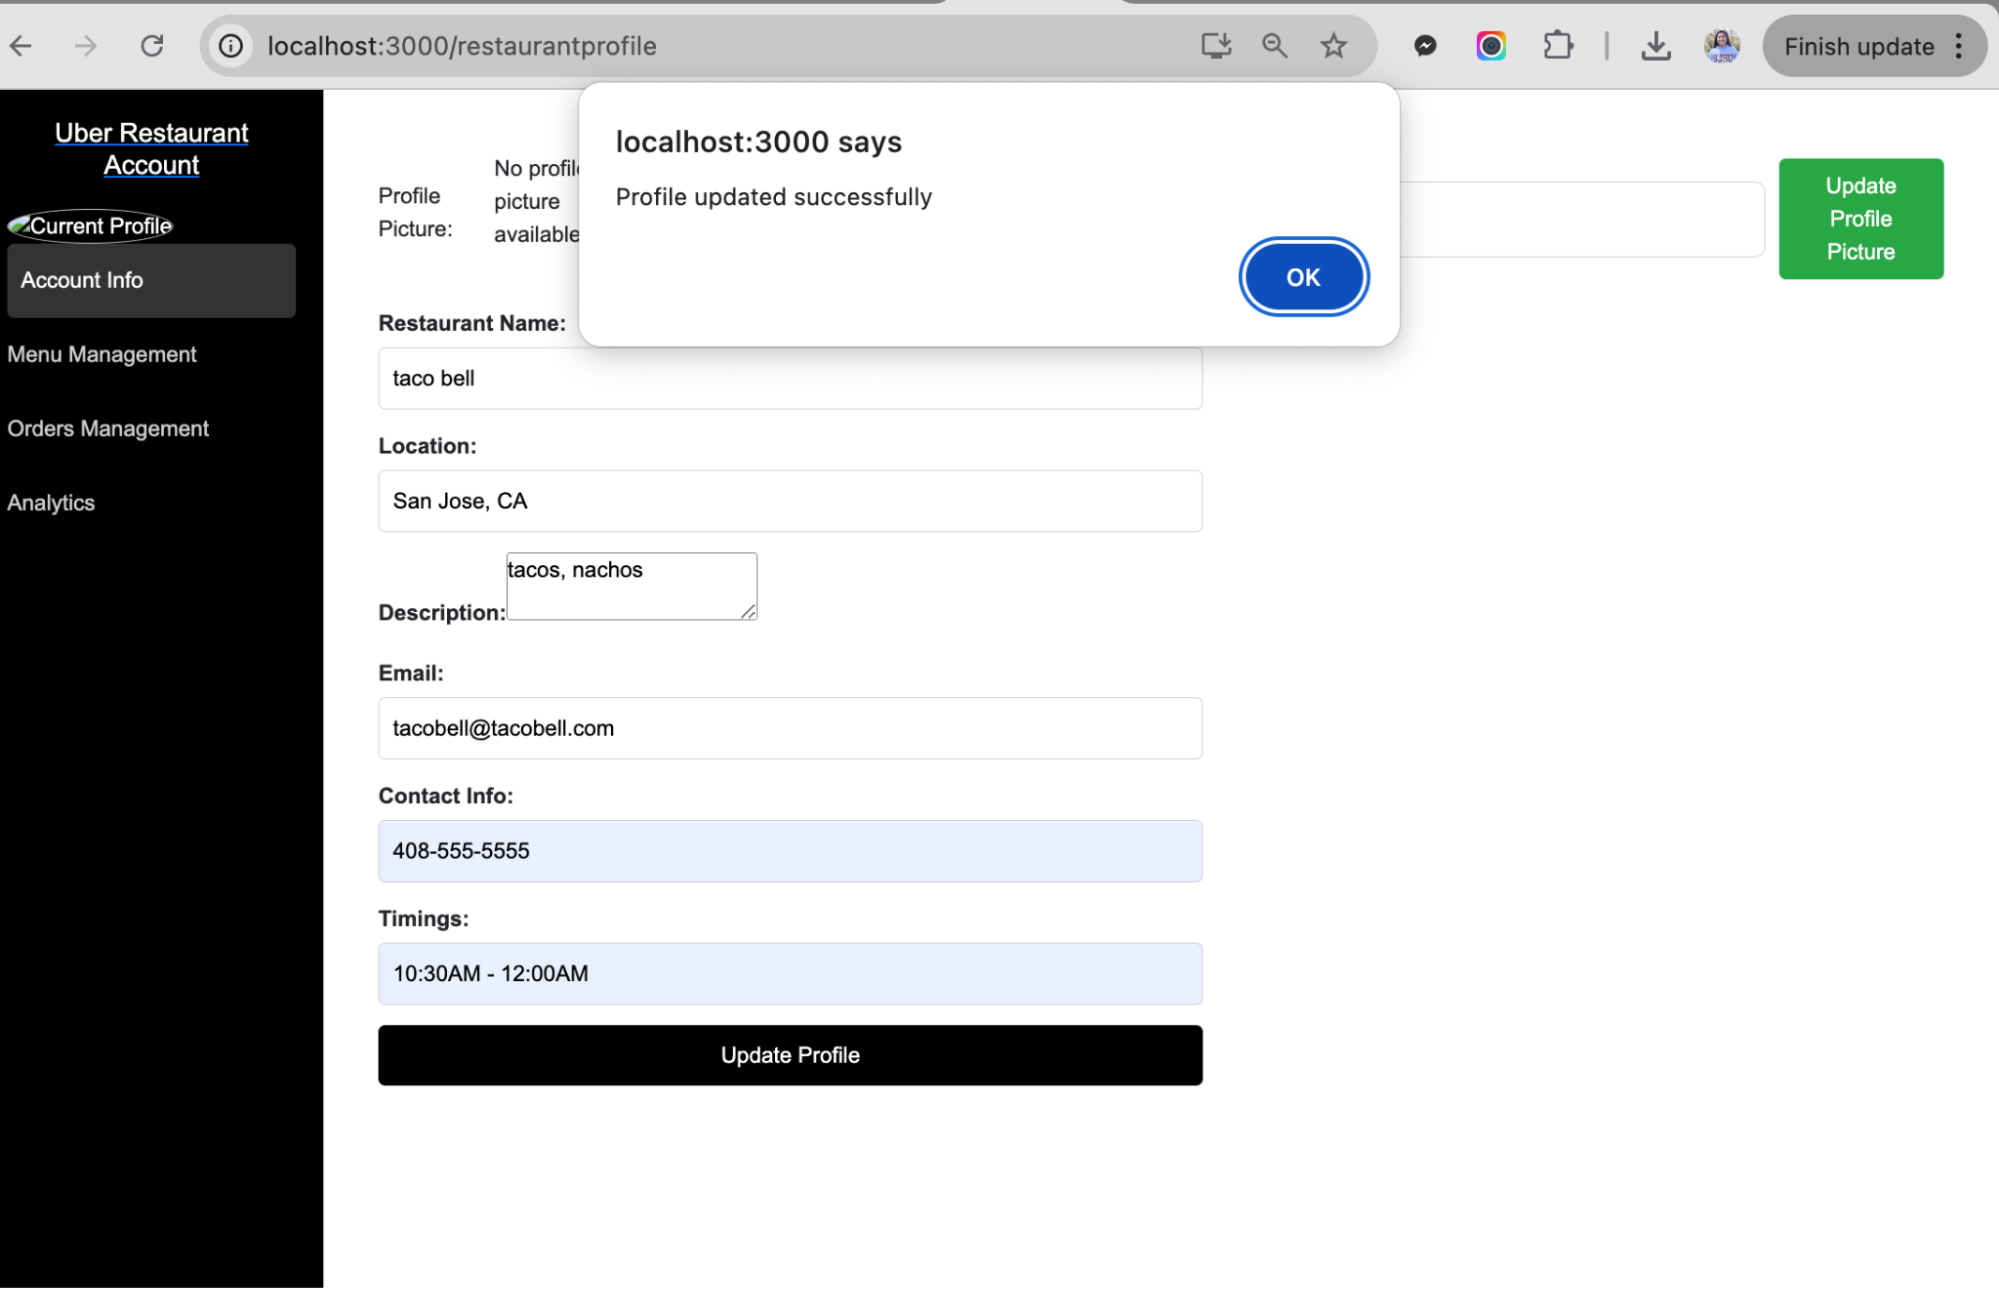 localhost:3000/restaurantprofile
Finish update
Uber Restaurant
Account
Current Profile
Account Info
Menu Management
Orders Management
Analytics
localhost:3000 says
Profile updated successfully
OK
Profile
Picture:
No profile
picture
available
Update
Profile
Picture
Restaurant Name:
taco bell
Location:
San Jose, CA
Description:
tacos, nachos
Email:
tacobell@tacobell.com
Contact Info:
408-555-5555
Timings:
10:30AM - 12:00AM
Update Profile